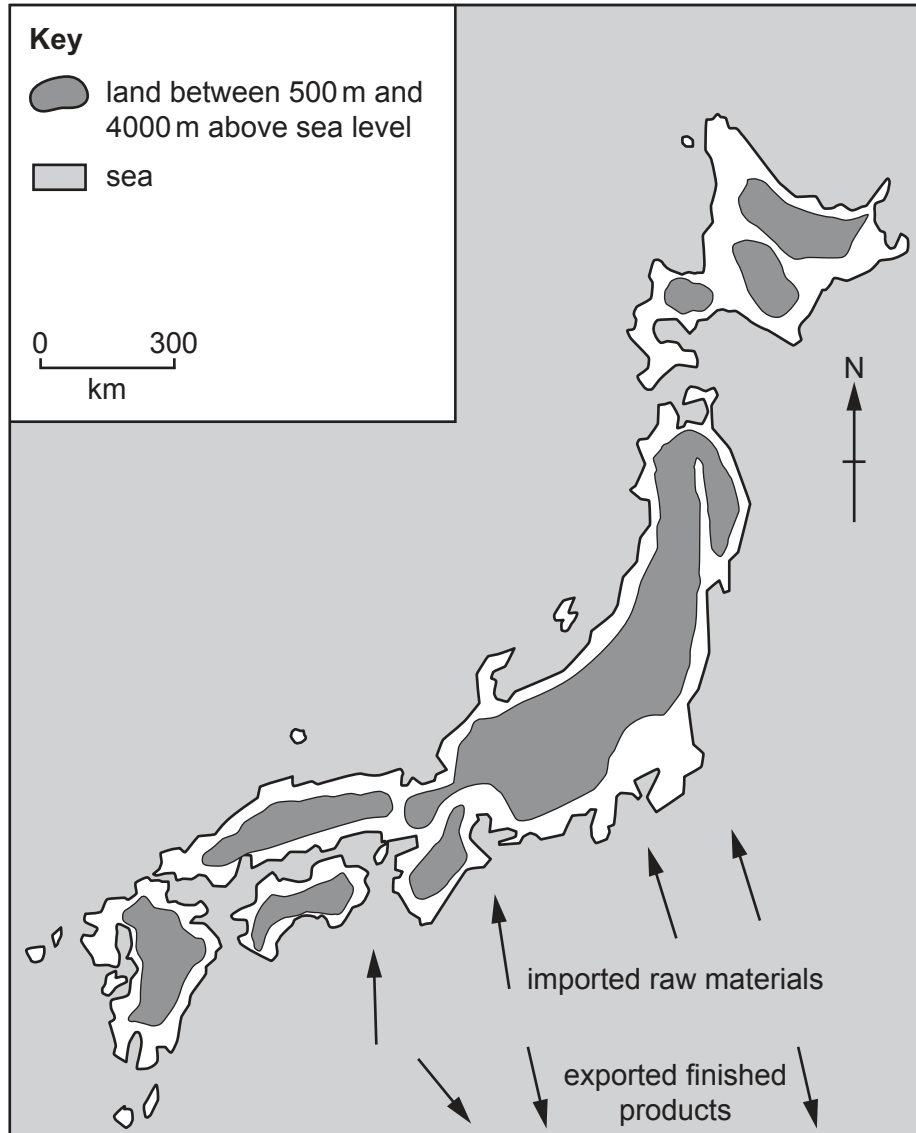 Key
land between 500 m and
4000 m above sea level
sea
0 300
km
N
imported raw materials
exported finished
products